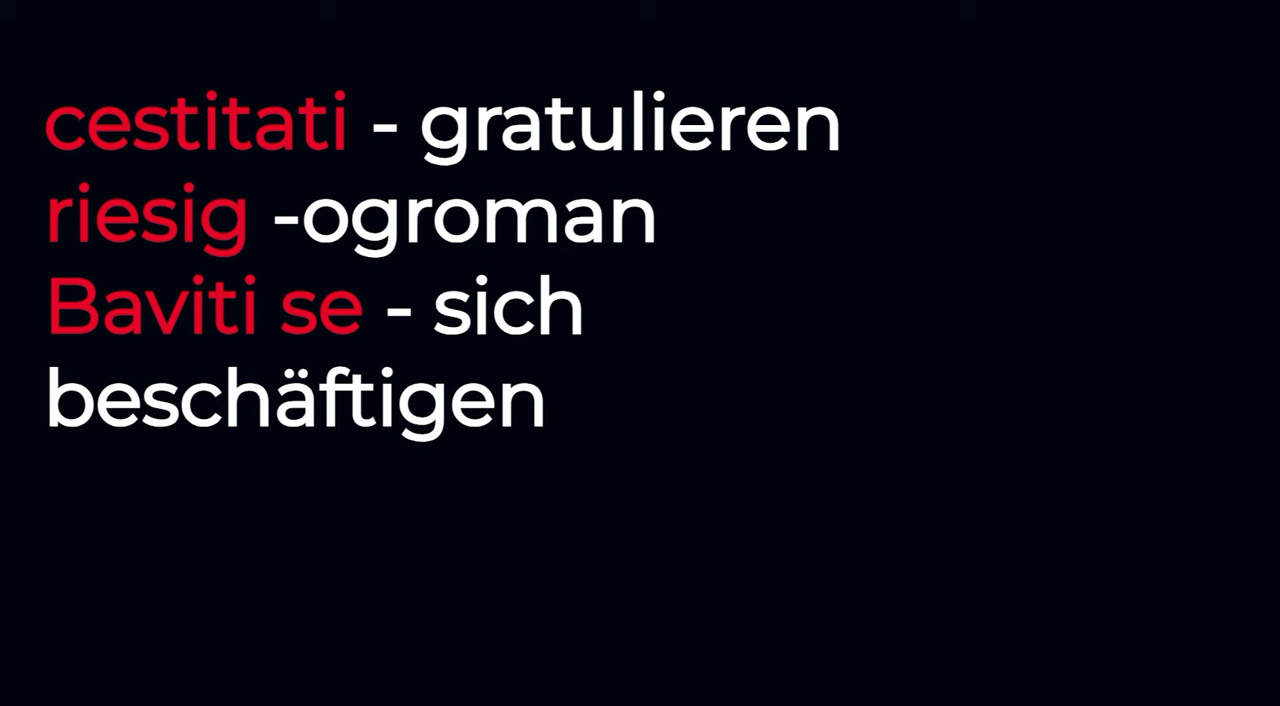 cestitati - gratulieren
riesig -ogroman
Baviti se - sich
beschäftigen